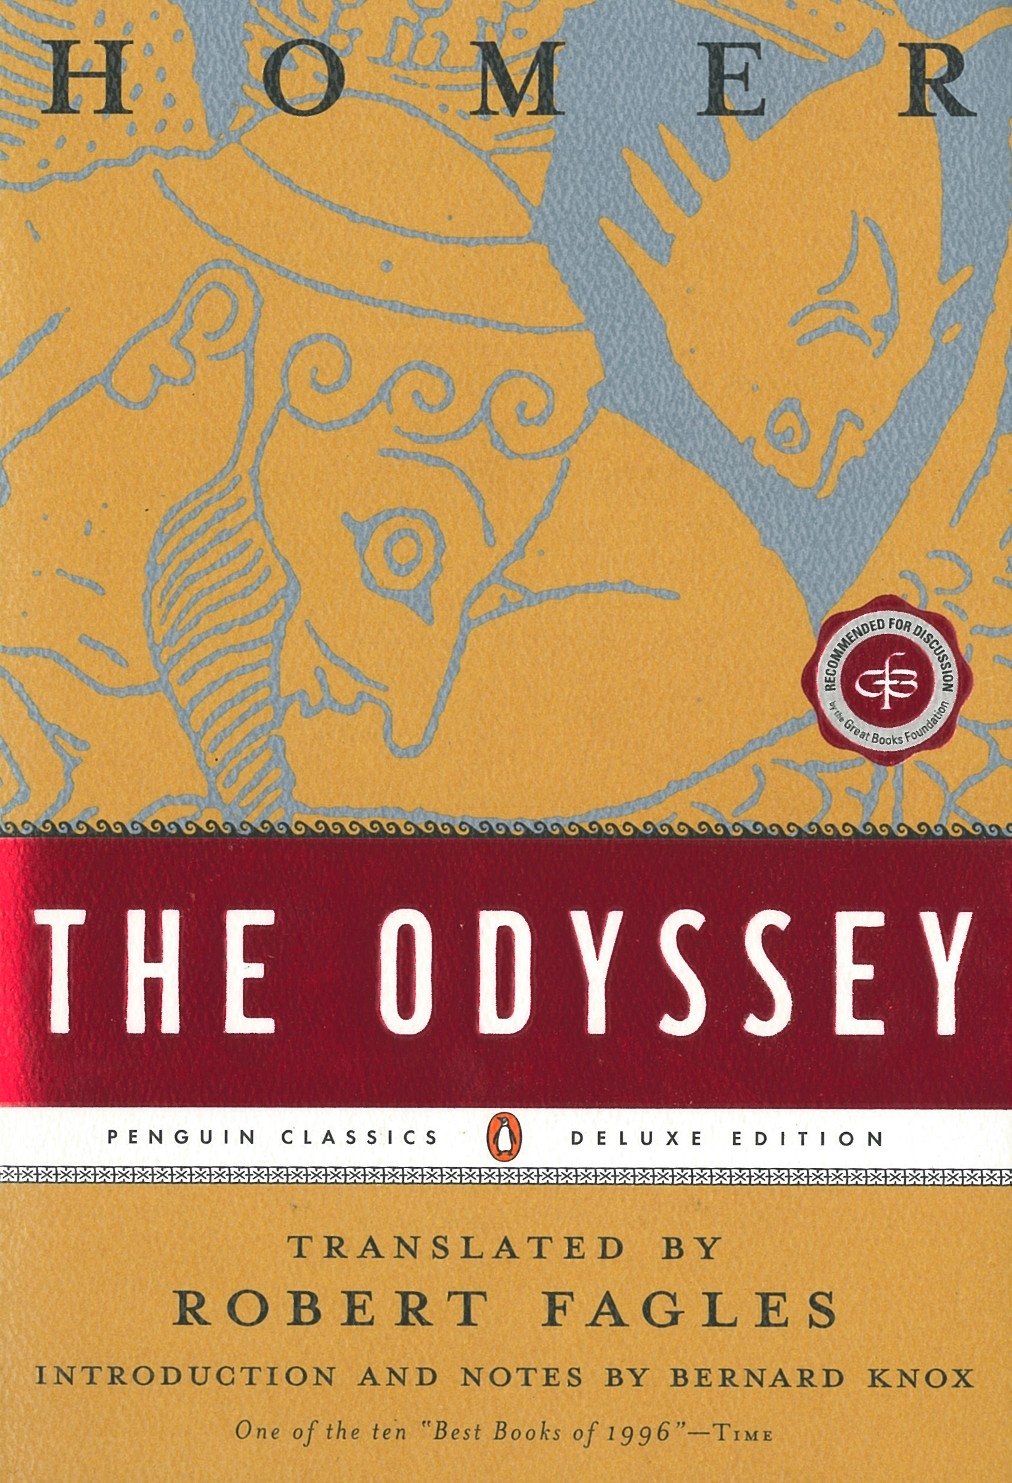 HOMER
RECOMMENDED FOR DISCUSSION
by the Great Books Foundation
GB
THE ODYSSEY
PENGUIN CLASSICS DELUXE EDITION
TRANSLATED BY
ROBERT FAGLES
INTRODUCTION AND NOTES BY BERNARD KNOX
One of the ten "Best Books of 1996"—TIME